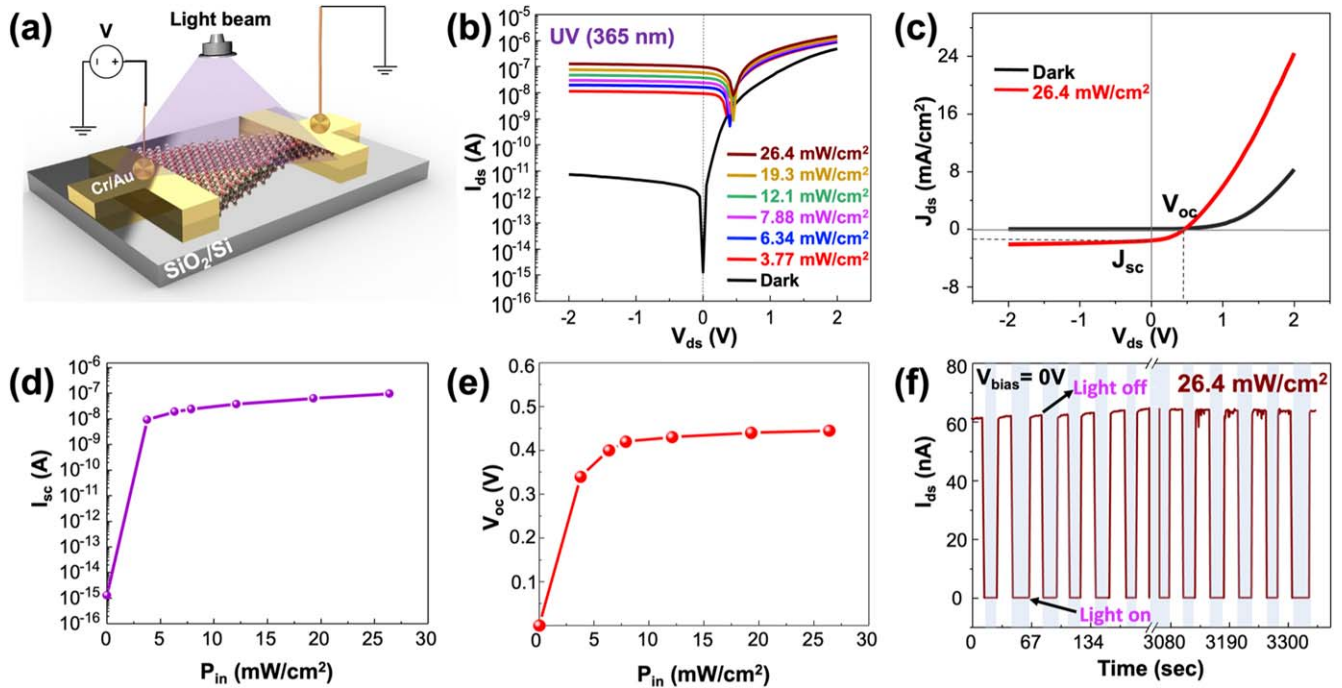 (a)
Light beam
V
Cr/Au
SiO2/Si
(b)
UV (365 nm)
10-5
10-6
10-7
10-8
10-9
10-10
10-11
10-12
10-13
10-14
10-15
10-16
Ids (A)
26.4 mW/cm2
19.3 mW/cm2
12.1 mW/cm2
7.88 mW/cm2
6.34 mW/cm2
3.77 mW/cm2
Dark
-2 -1 0 1 2
Vds (V)
(c)
24
16
8
0
-8
Jds (mA/cm2)
Dark
26.4 mW/cm2
Voc
Jsc
-2 -1 0 1 2
Vds (V)
(d)
10-6
10-7
10-8
10-9
10-10
10-11
10-12
10-13
10-14
10-15
10-16
Isc (A)
0 5 10 15 20 25 30
Pin (mW/cm2)
(e)
0.6
0.5
0.4
0.3
0.2
0.1
Voc (V)
0 5 10 15 20 25 30
Pin (mW/cm2)
(f)
80
60
40
20
0
Ids (nA)
Vbias= 0V
26.4 mW/cm2
Light off
Light on
0 67 134 3080 3190 3300
Time (sec)